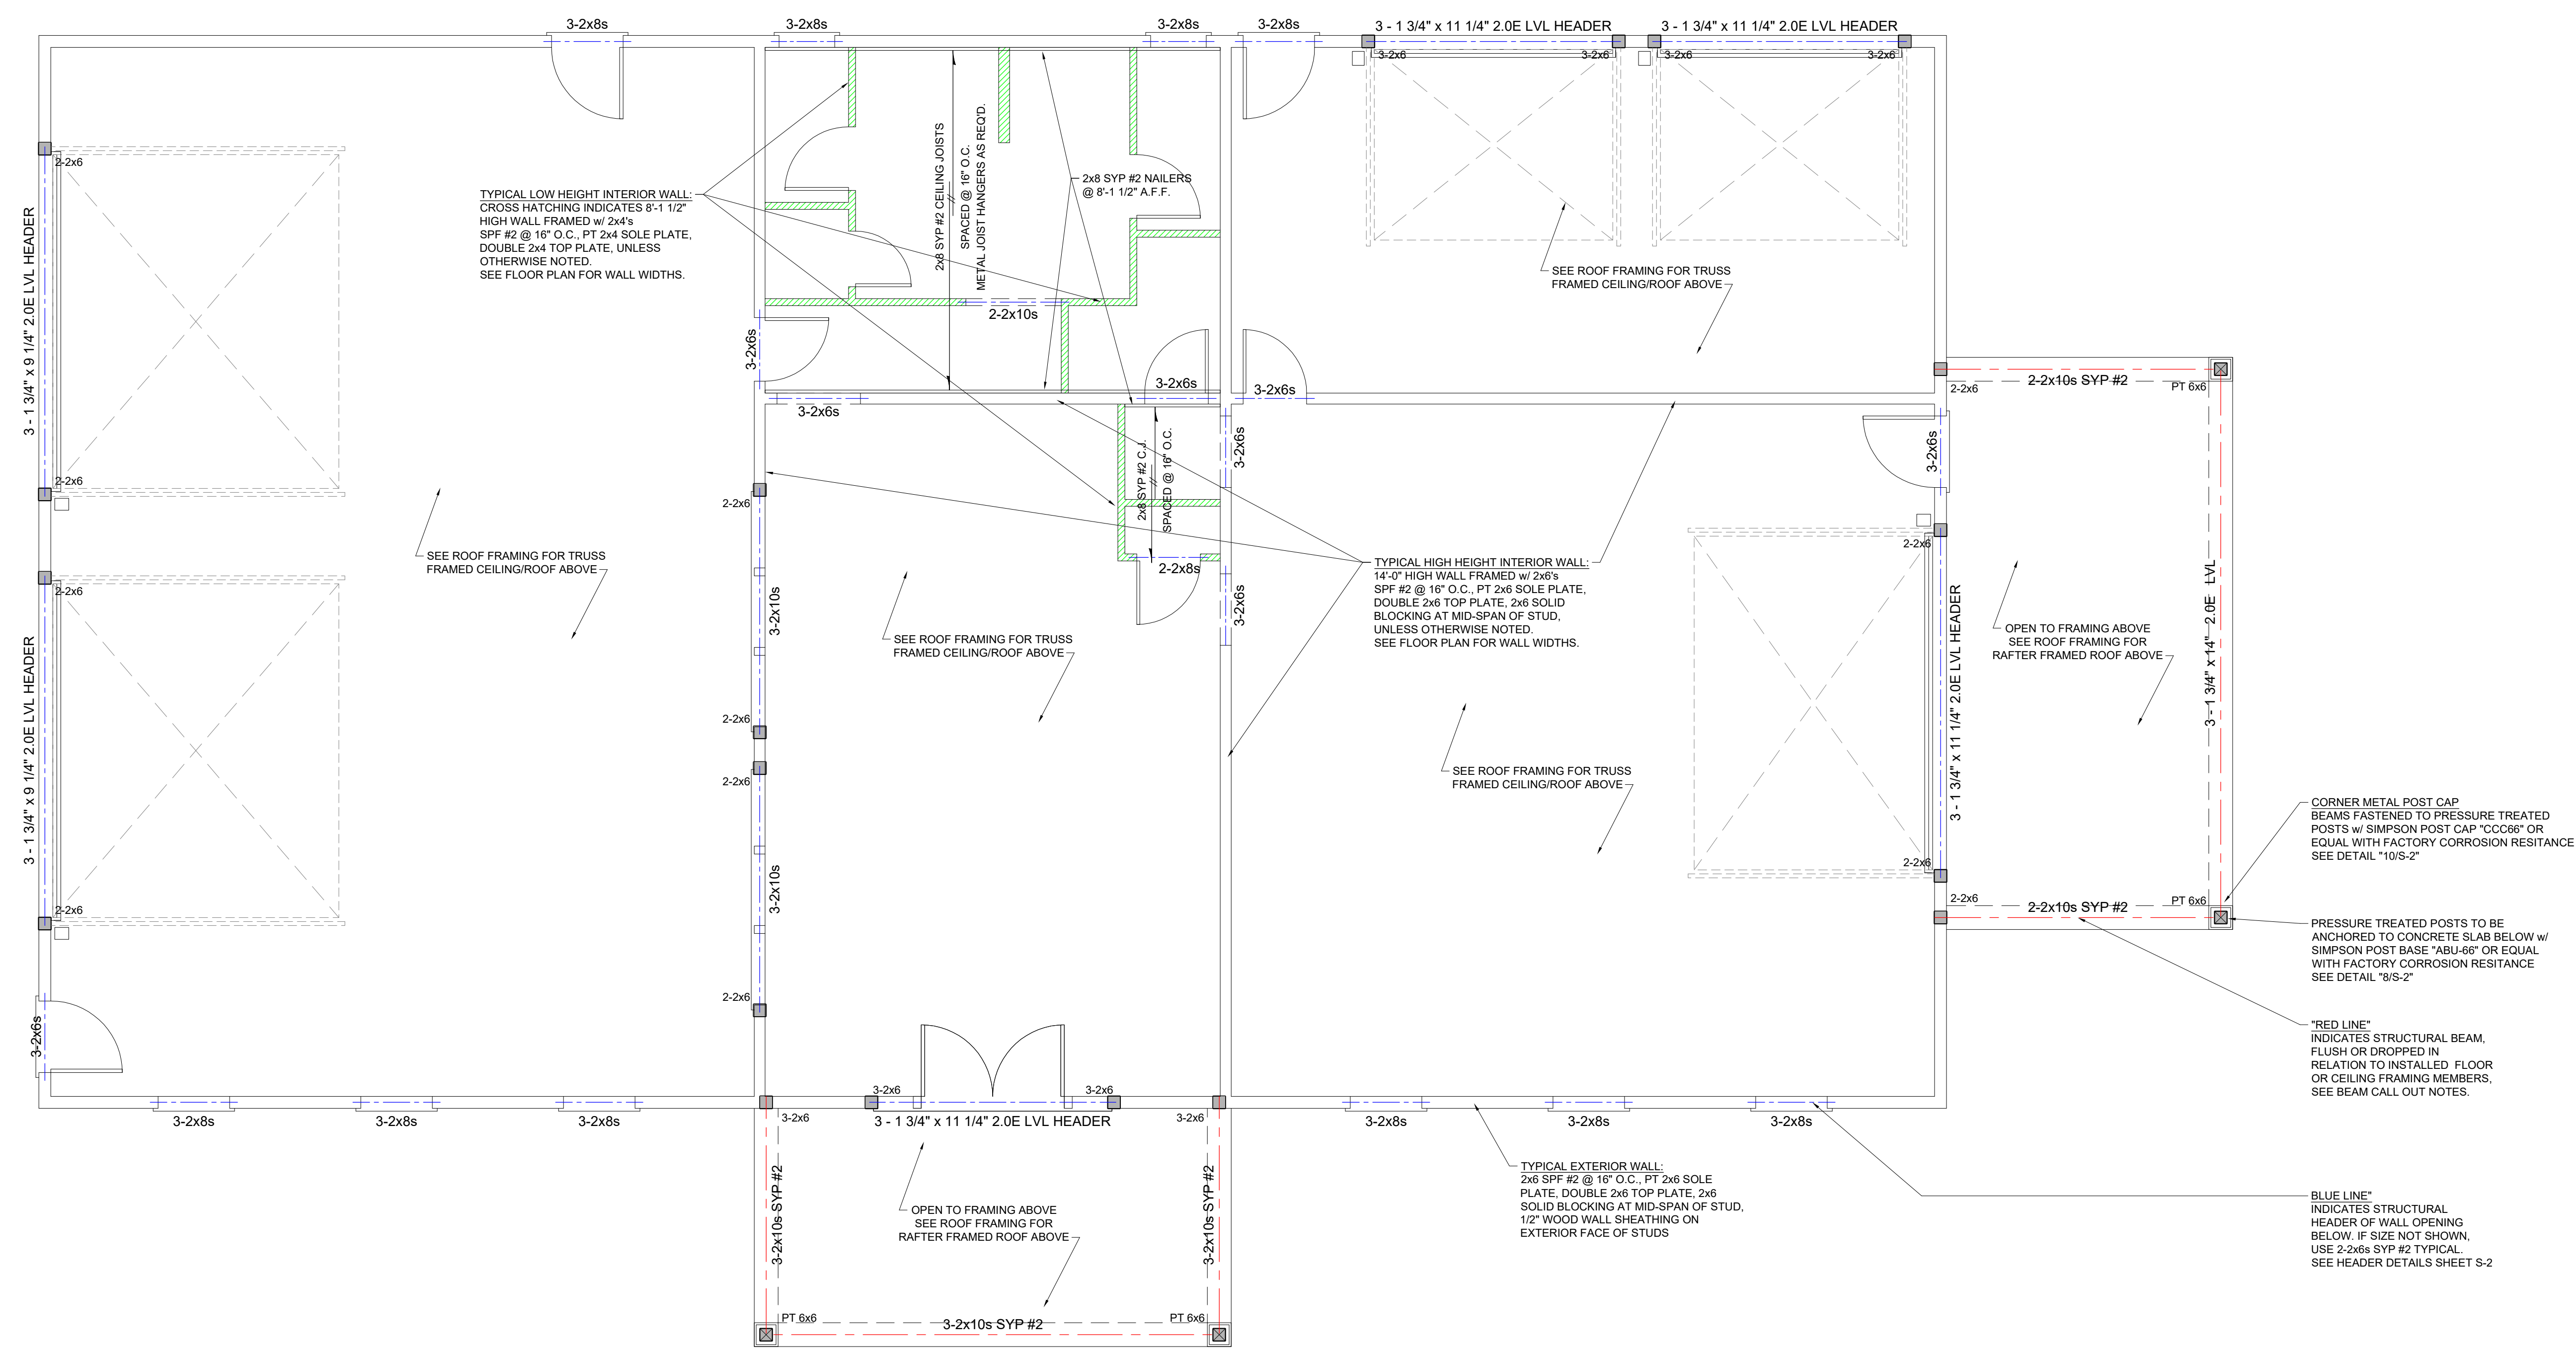 3-2x8s
3-2x8s
3-2x8s
3-2x8s
3 - 1 3/4" x 11 1/4" 2.0E LVL HEADER
3 - 1 3/4" x 11 1/4" 2.0E LVL HEADER
3-2x6
3-2x6
3-2x6
3-2x6
2-2x6
3 - 1 3/4" x 9 1/4" 2.0E LVL HEADER
2-2x6
TYPICAL LOW HEIGHT INTERIOR WALL:
CROSS HATCHING INDICATES 8'-1 1/2"
HIGH WALL FRAMED w/ 2x4's
SPF #2 @ 16" O.C., PT 2x4 SOLE PLATE,
DOUBLE 2x4 TOP PLATE, UNLESS
OTHERWISE NOTED.
SEE FLOOR PLAN FOR WALL WIDTHS.
2x8 SYP #2 CEILING JOISTS
SPACED @ 16" O.C.
METAL JOIST HANGERS AS REQ'D.
2x8 SYP #2 NAILERS
@ 8'-1 1/2" A.F.F.
2-2x10s
3-2x6s
3-2x6s
3-2x6s
3-2x6s
SEE ROOF FRAMING FOR TRUSS
FRAMED CEILING/ROOF ABOVE
2-2x10s SYP #2
2-2x6
PT 6x6
3-2x6s
3-2x6s
2x8 SYP #2 C.J.
SPACED @ 16" O.C.
2-2x8s
3-2x6s
2-2x6
3-2x10s
2-2x6
2-2x6
3-2x10s
2-2x6
SEE ROOF FRAMING FOR TRUSS
FRAMED CEILING/ROOF ABOVE
2-2x6
3 - 1 3/4" x 9 1/4" 2.0E LVL HEADER
2-2x6
SEE ROOF FRAMING FOR TRUSS
FRAMED CEILING/ROOF ABOVE
TYPICAL HIGH HEIGHT INTERIOR WALL:
14'-0" HIGH WALL FRAMED w/ 2x6's
SPF #2 @ 16" O.C., PT 2x6 SOLE PLATE,
DOUBLE 2x6 TOP PLATE, 2x6 SOLID
BLOCKING AT MID-SPAN OF STUD,
UNLESS OTHERWISE NOTED.
SEE FLOOR PLAN FOR WALL WIDTHS.
SEE ROOF FRAMING FOR TRUSS
FRAMED CEILING/ROOF ABOVE
2-2x6
3 - 1 3/4" x 11 1/4" 2.0E LVL HEADER
2-2x6
OPEN TO FRAMING ABOVE
SEE ROOF FRAMING FOR
RAFTER FRAMED ROOF ABOVE
3 - 1 3/4" x 14" 2.0E LVL
2-2x6
PT 6x6
2-2x10s SYP #2
CORNER METAL POST CAP
BEAMS FASTENED TO PRESSURE TREATED
POSTS w/ SIMPSON POST CAP "CCC66" OR
EQUAL WITH FACTORY CORROSION RESITANCE
SEE DETAIL "10/S-2"
PRESSURE TREATED POSTS TO BE
ANCHORED TO CONCRETE SLAB BELOW w/
SIMPSON POST BASE "ABU-66" OR EQUAL
WITH FACTORY CORROSION RESITANCE
SEE DETAIL "8/S-2"
"RED LINE"
INDICATES STRUCTURAL BEAM,
FLUSH OR DROPPED IN
RELATION TO INSTALLED FLOOR
OR CEILING FRAMING MEMBERS,
SEE BEAM CALL OUT NOTES.
3-2x6s
3-2x8s
3-2x8s
3-2x8s
3-2x6
3-2x6
3-2x6
3-2x6
3 - 1 3/4" x 11 1/4" 2.0E LVL HEADER
3-2x8s
3-2x8s
3-2x8s
3-2x10s SYP #2
3-2x10s SYP #2
OPEN TO FRAMING ABOVE
SEE ROOF FRAMING FOR
RAFTER FRAMED ROOF ABOVE
PT 6x6
PT 6x6
3-2x10s SYP #2
TYPICAL EXTERIOR WALL:
2x6 SPF #2 @ 16" O.C., PT 2x6 SOLE
PLATE, DOUBLE 2x6 TOP PLATE, 2x6
SOLID BLOCKING AT MID-SPAN OF STUD,
1/2" WOOD WALL SHEATHING ON
EXTERIOR FACE OF STUDS
BLUE LINE"
INDICATES STRUCTURAL
HEADER OF WALL OPENING
BELOW. IF SIZE NOT SHOWN,
USE 2-2x6s SYP #2 TYPICAL.
SEE HEADER DETAILS SHEET S-2